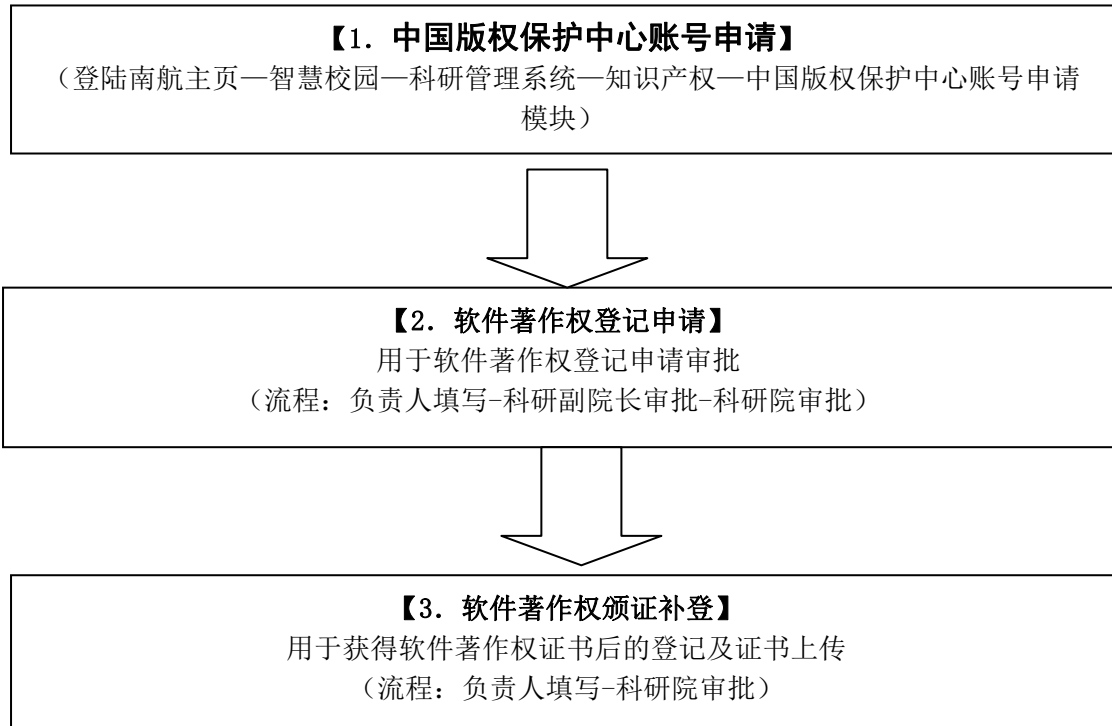 【1. 中国版权保护中心账号申请】
（登陆南航主页—智慧校园—科研管理系统—知识产权—中国版权保护中心账号申请
模块）
【2. 软件著作权登记申请】
用于软件著作权登记申请审批
（流程：负责人填写-科研副院长审批-科研院审批）
【3. 软件著作权颁证补登】
用于获得软件著作权证书后的登记及证书上传
（流程：负责人填写-科研院审批）